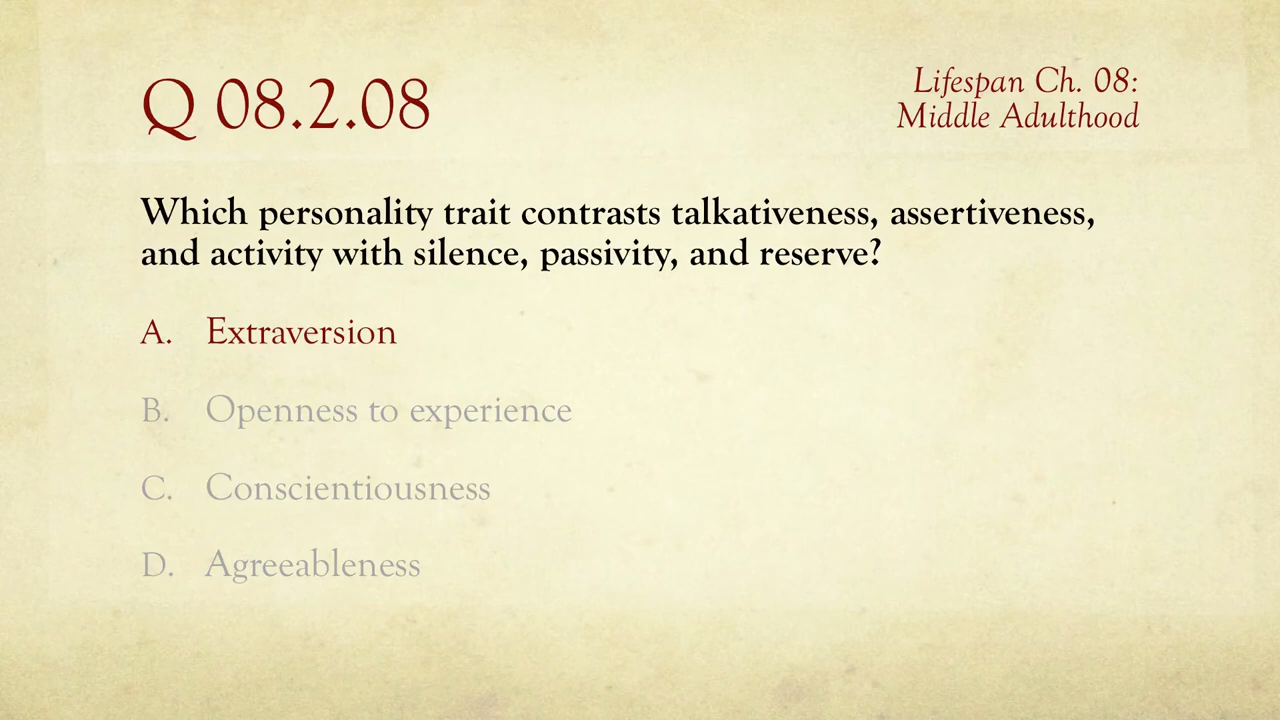 Q 08.2.08
Lifespan Ch. 08:
Middle Adulthood
Which personality trait contrasts talkativeness, assertiveness,
and activity with silence, passivity, and reserve?
A. Extraversion
B. Openness to experience
C. Conscientiousness
D. Agreeableness